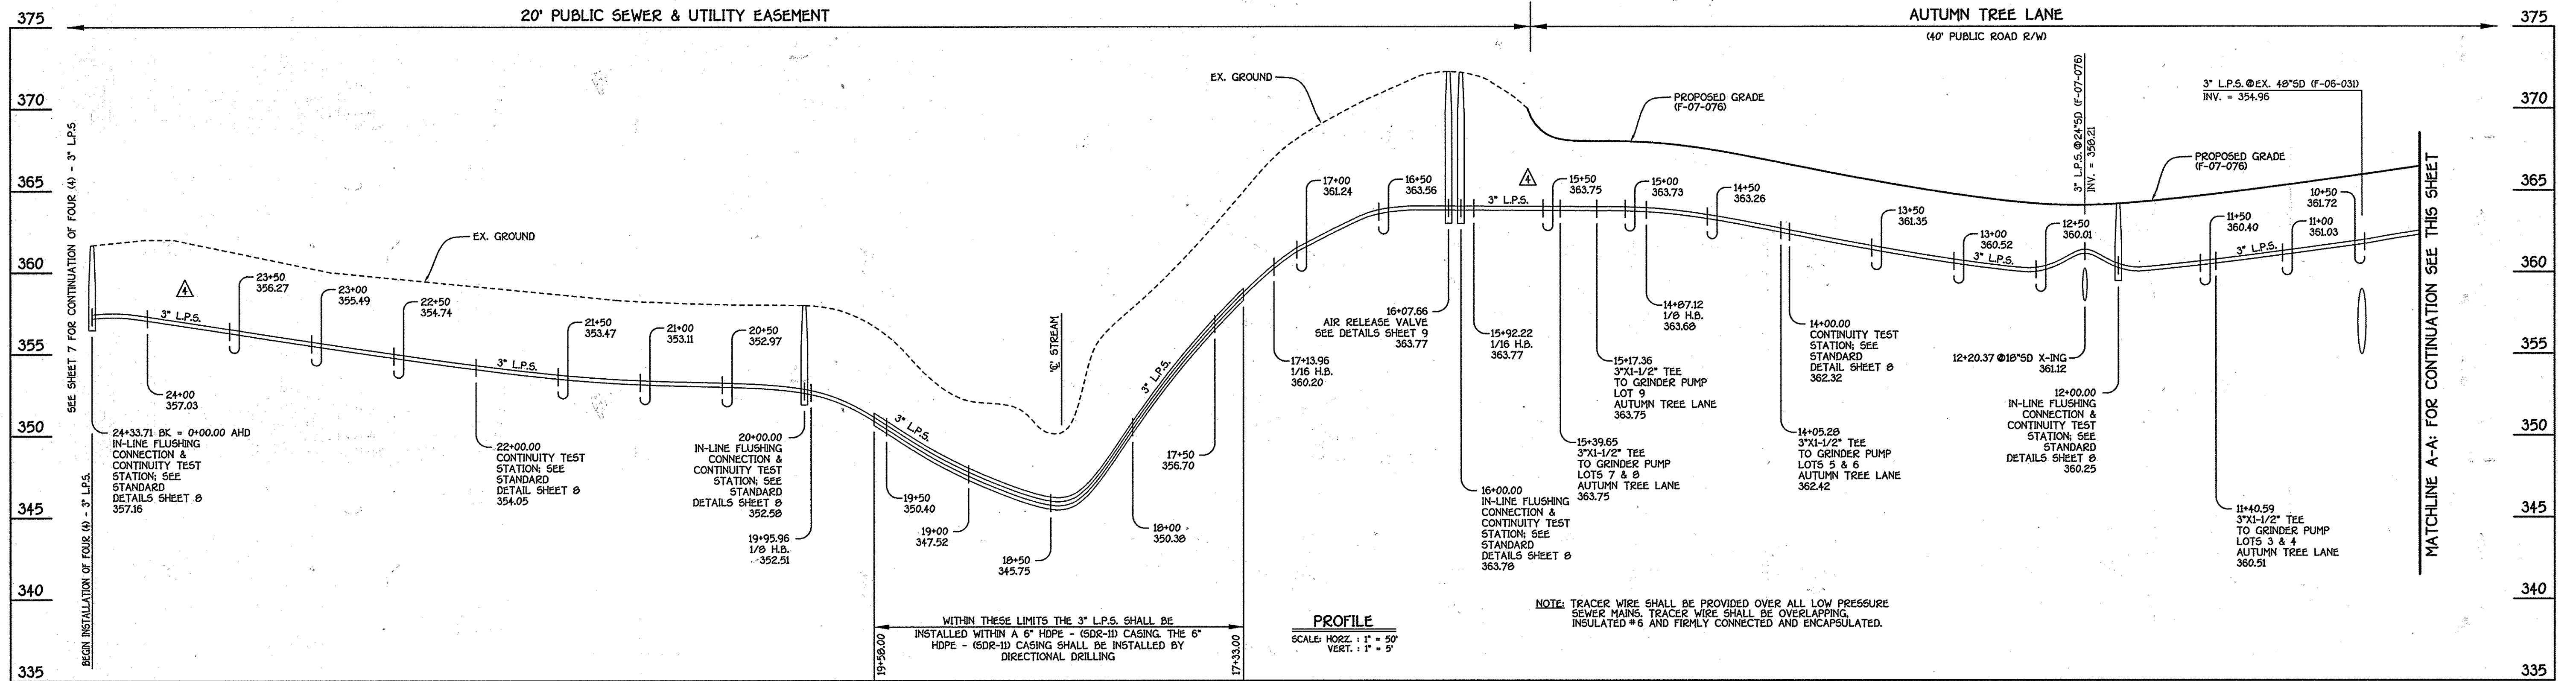 20' PUBLIC SEWER & UTILITY EASEMENT
AUTUMN TREE LANE
(40' PUBLIC ROAD R/W)
375
370
365
360
355
350
345
340
335
375
370
365
360
355
350
345
340
335
SEE SHEET 7 FOR CONTINUATION OF FOUR (4) - 3" L.P.S
BEGIN INSTALLATION OF FOUR (4) - 3" L.P.S.
24+33.71 BK = 0+00.00 AHD
IN-LINE FLUSHING
CONNECTION &
CONTINUITY TEST
STATION; SEE
STANDARD
DETAILS SHEET 8
357.16
4
3" L.P.S.
24+00
357.03
23+50
356.27
23+00
355.49
22+50
354.74
EX. GROUND
22+00.00
CONTINUITY TEST
STATION; SEE
STANDARD
DETAIL SHEET 8
354.05
3" L.P.S.
21+50
353.47
21+00
353.11
20+50
352.97
20+00.00
IN-LINE FLUSHING
CONNECTION &
CONTINUITY TEST
STATION; SEE
STANDARD
DETAILS SHEET 8
352.58
19+95.96
1/8 H.B.
352.51
3" L.P.S.
19+50
350.40
19+00
347.52
18+50
345.75
℄ STREAM
18+00
350.38
3" L.P.S.
17+50
356.70
19+58.00
WITHIN THESE LIMITS THE 3" L.P.S. SHALL BE
INSTALLED WITHIN A 6" HDPE - (SDR-11) CASING. THE 6"
HDPE - (SDR-11) CASING SHALL BE INSTALLED BY
DIRECTIONAL DRILLING
17+33.00
EX. GROUND
17+13.96
1/16 H.B.
360.20
17+00
361.24
16+50
363.56
16+07.66
AIR RELEASE VALVE
SEE DETAILS SHEET 9
363.77
16+00.00
IN-LINE FLUSHING
CONNECTION &
CONTINUITY TEST
STATION; SEE
STANDARD
DETAILS SHEET 8
363.78
15+92.22
1/16 H.B.
363.77
3" L.P.S.
4
15+50
363.75
15+39.65
3"X1-1/2" TEE
TO GRINDER PUMP
LOTS 7 & 8
AUTUMN TREE LANE
363.75
15+17.36
3"X1-1/2" TEE
TO GRINDER PUMP
LOT 9
AUTUMN TREE LANE
363.75
15+00
363.73
14+87.12
1/8 H.B.
363.68
PROPOSED GRADE
(F-07-076)
14+50
363.26
14+05.28
3"X1-1/2" TEE
TO GRINDER PUMP
LOTS 5 & 6
AUTUMN TREE LANE
362.42
14+00.00
CONTINUITY TEST
STATION; SEE
STANDARD
DETAIL SHEET 8
362.32
13+50
361.35
13+00
360.52
3" L.P.S.
12+50
360.01
3" L.P.S. @24"SD (F-07-076)
INV. = 358.21
12+20.37 @18"SD X-ING
361.12
12+00.00
IN-LINE FLUSHING
CONNECTION &
CONTINUITY TEST
STATION; SEE
STANDARD
DETAILS SHEET 8
360.25
PROPOSED GRADE
(F-07-076)
11+50
360.40
11+40.59
3"X1-1/2" TEE
TO GRINDER PUMP
LOTS 3 & 4
AUTUMN TREE LANE
360.51
3" L.P.S.
11+00
361.03
10+50
361.72
3" L.P.S. @EX. 48"SD (F-06-031)
INV. = 354.96
MATCHLINE A-A: FOR CONTINUATION SEE THIS SHEET
PROFILE
SCALE: HORZ. : 1" = 50'
VERT. : 1" = 5'
NOTE: TRACER WIRE SHALL BE PROVIDED OVER ALL LOW PRESSURE
SEWER MAINS. TRACER WIRE SHALL BE OVERLAPPING,
INSULATED #6 AND FIRMLY CONNECTED AND ENCAPSULATED.